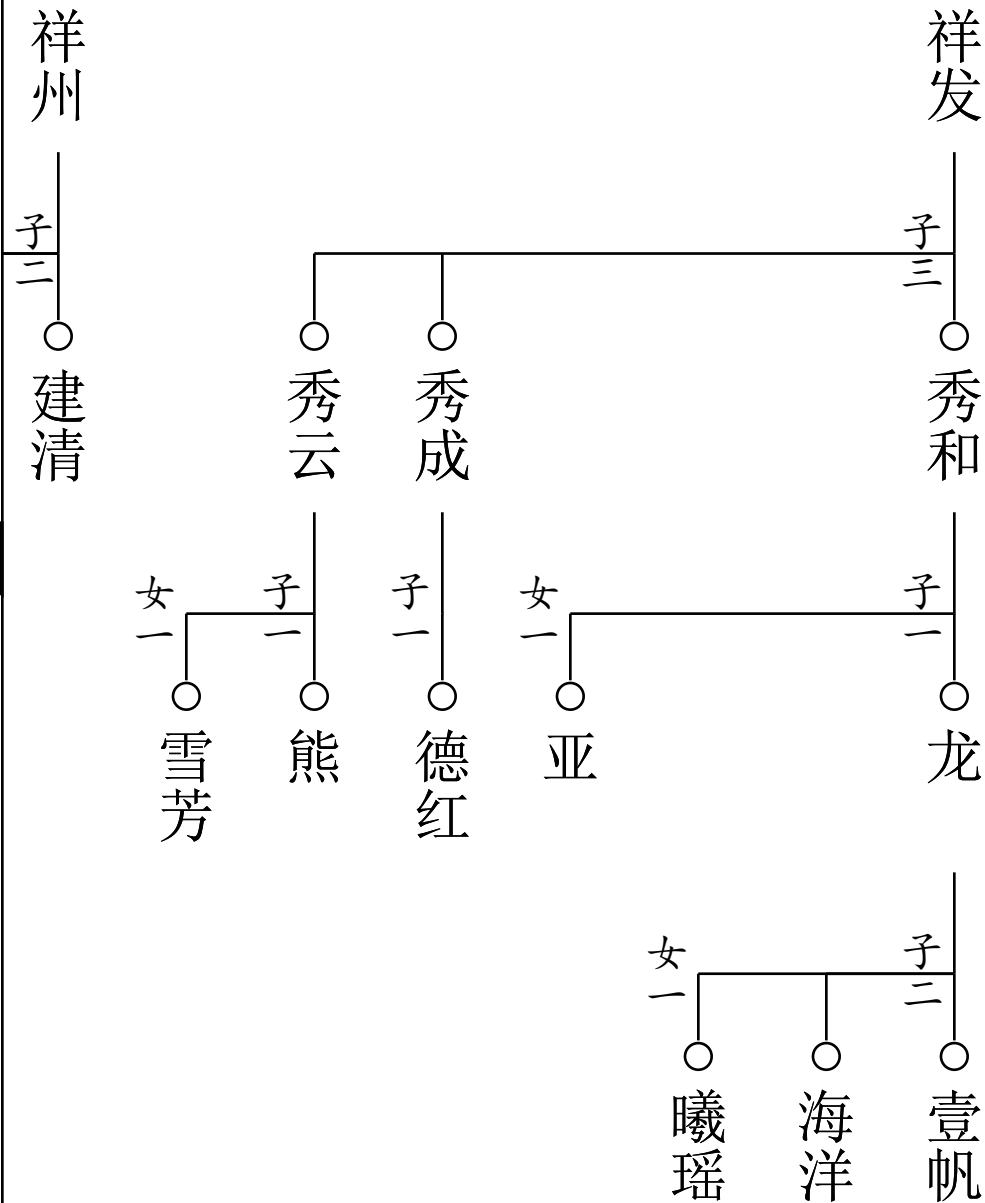 祥发
子三
秀和
秀成
秀云
子一
龙
女一
亚
子一
德红
子一
熊
女一
雪芳
子二
壹帆
海洋
女一
曦瑶
祥州
子二
建清